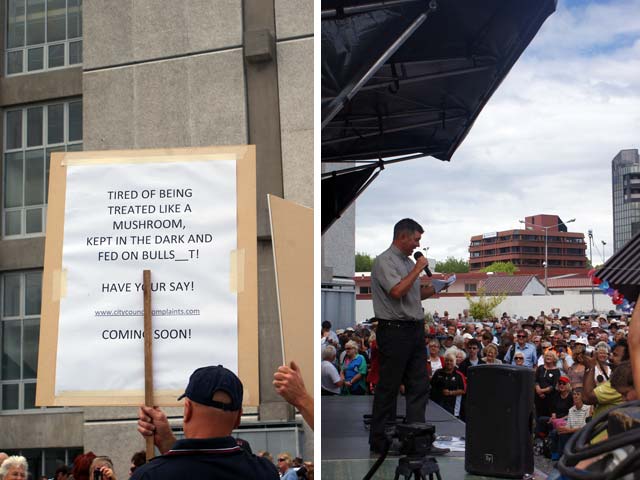 TIRED OF BEING
TREATED LIKE A
MUSHROOM,
KEPT IN THE DARK AND
FED ON BULLS__T!
HAVE YOUR SAY!
www.citycouncilcomplaints.com
COMING SOON!